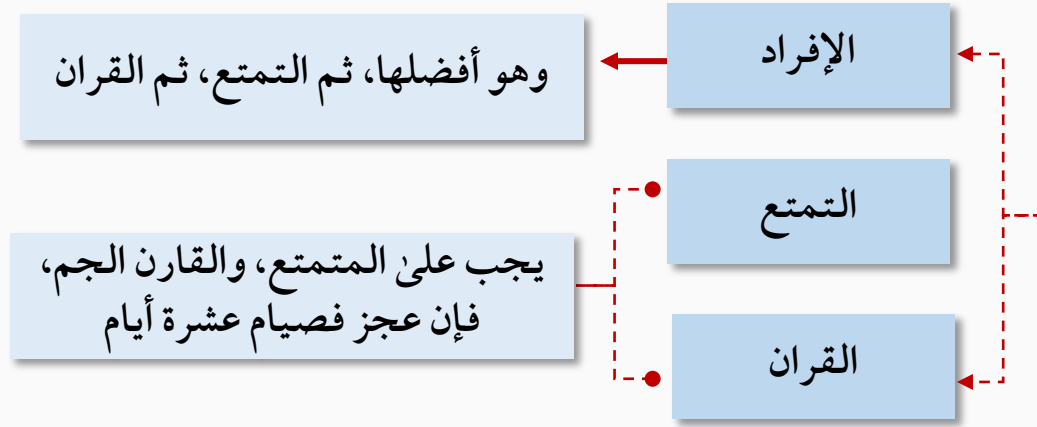 الإفراد
وهو أفضلها، ثم التمتع، ثم القران
التمتع
يجب على المتمتع، والقارن الجم،
فإن عجز فصيام عشرة أيام
القران